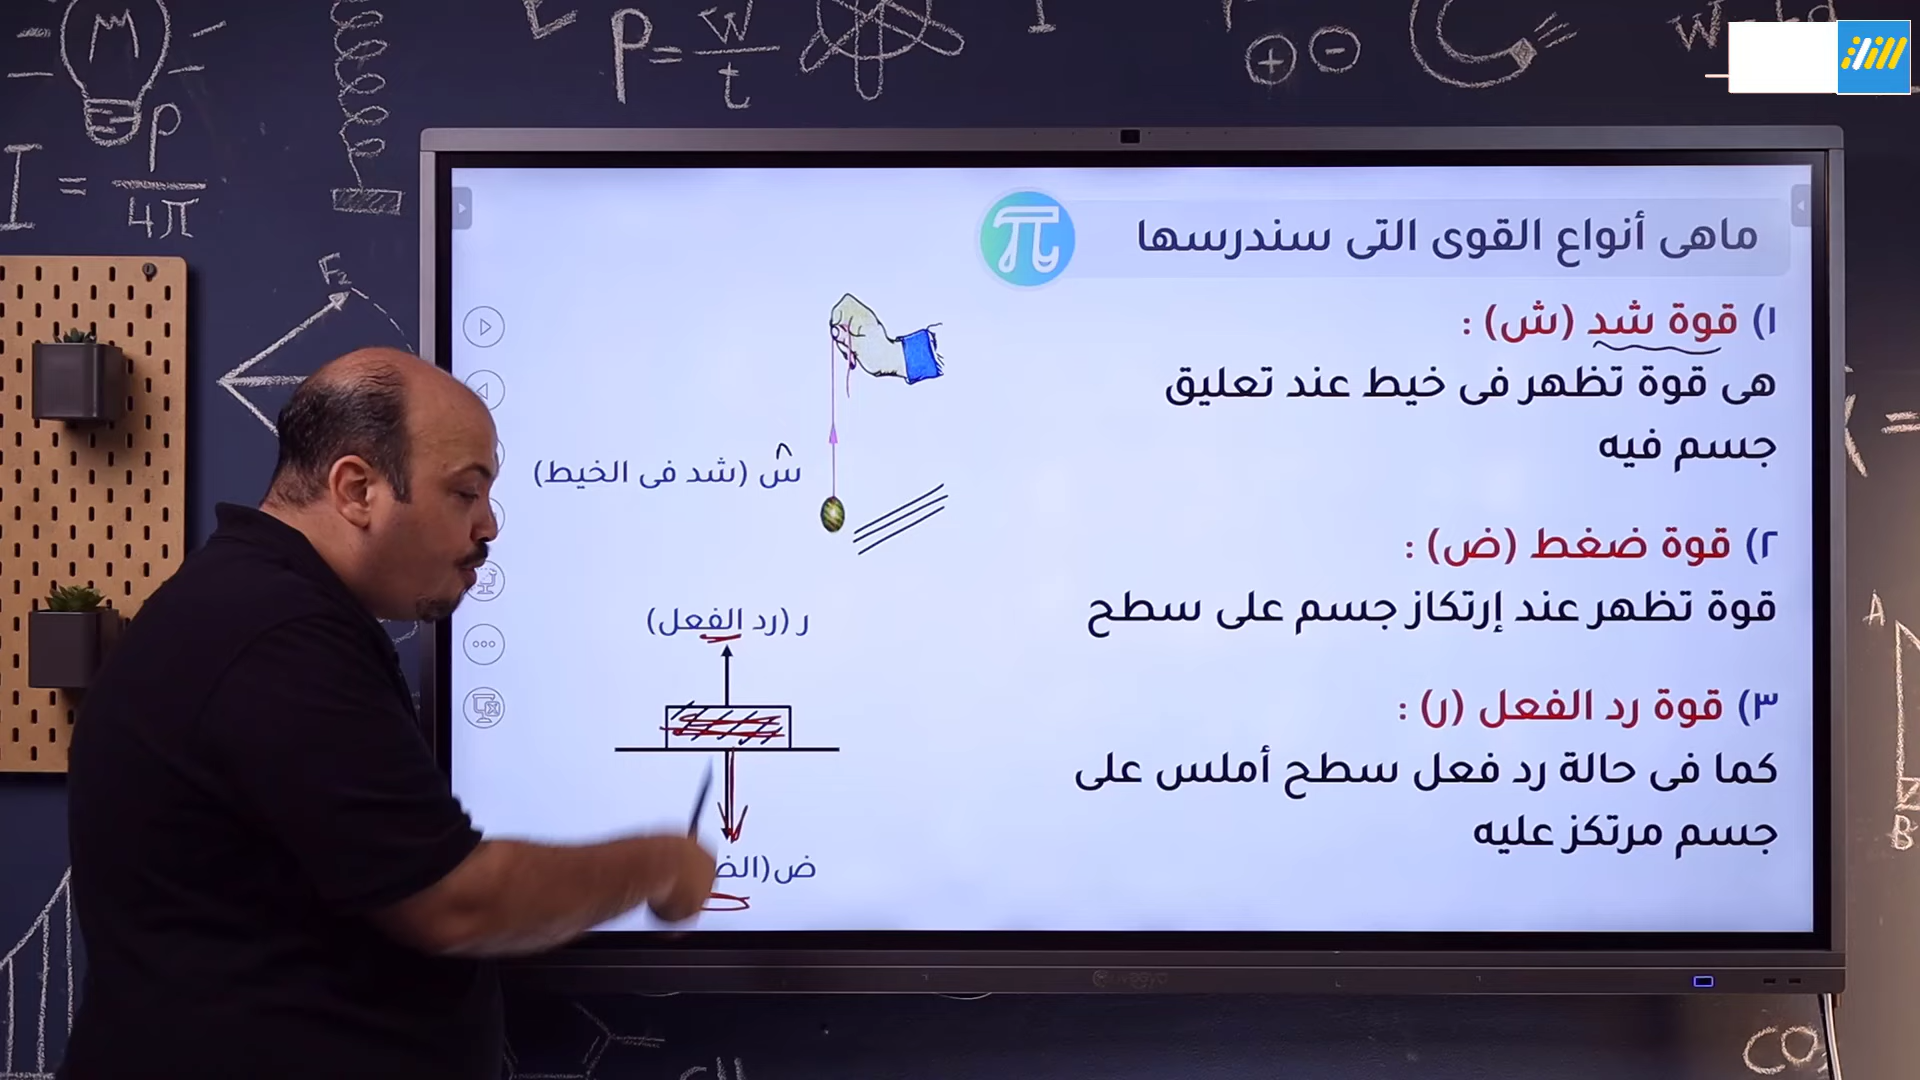 P = W/t
I
W
P
I = P/4π
F₂
ماهى أنواع القوى التى سندرسها
١) قوة شد (ش) :
هى قوة تظهر فى خيط عند تعليق
جسم فيه
ش (شد فى الخيط)
٢) قوة ضغط (ض) :
قوة تظهر عند إرتكاز جسم على سطح
ر (رد الفعل)
٣) قوة رد الفعل (ر) :
كما فى حالة رد فعل سطح أملس على
جسم مرتكز عليه
ض
A
B
CO